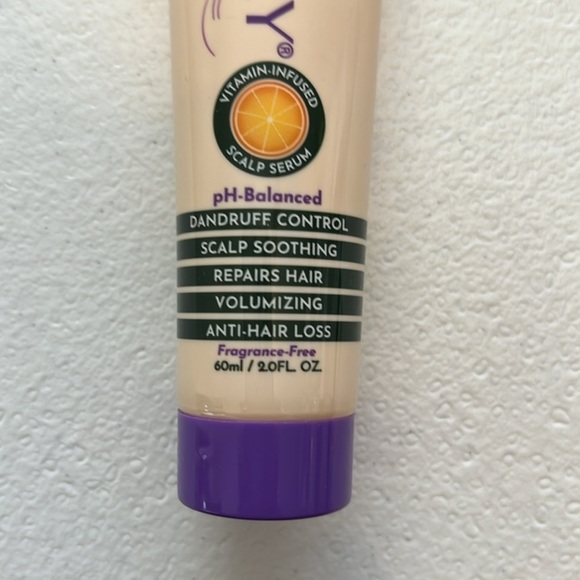 Y®
VITAMIN-INFUSED
SCALP SERUM
pH-Balanced
DANDRUFF CONTROL
SCALP SOOTHING
REPAIRS HAIR
VOLUMIZING
ANTI-HAIR LOSS
Fragrance-Free
60ml / 2.0FL. OZ.